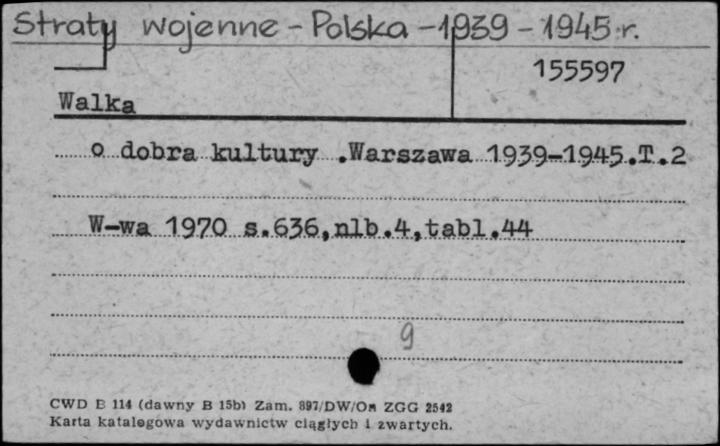 Straty wojenne – Polska – 1939 – 1945 r.
155597
Walka
o dobra kultury .Warszawa 1939-1945.T.2
W-wa 1970 s.636,nlb.4,tabl.44
9
CWD B 114 (dawny B 15b) Zam. 897/DW/Om ZGG 2542
Karta katalogowa wydawnictw ciągłych i zwartych.